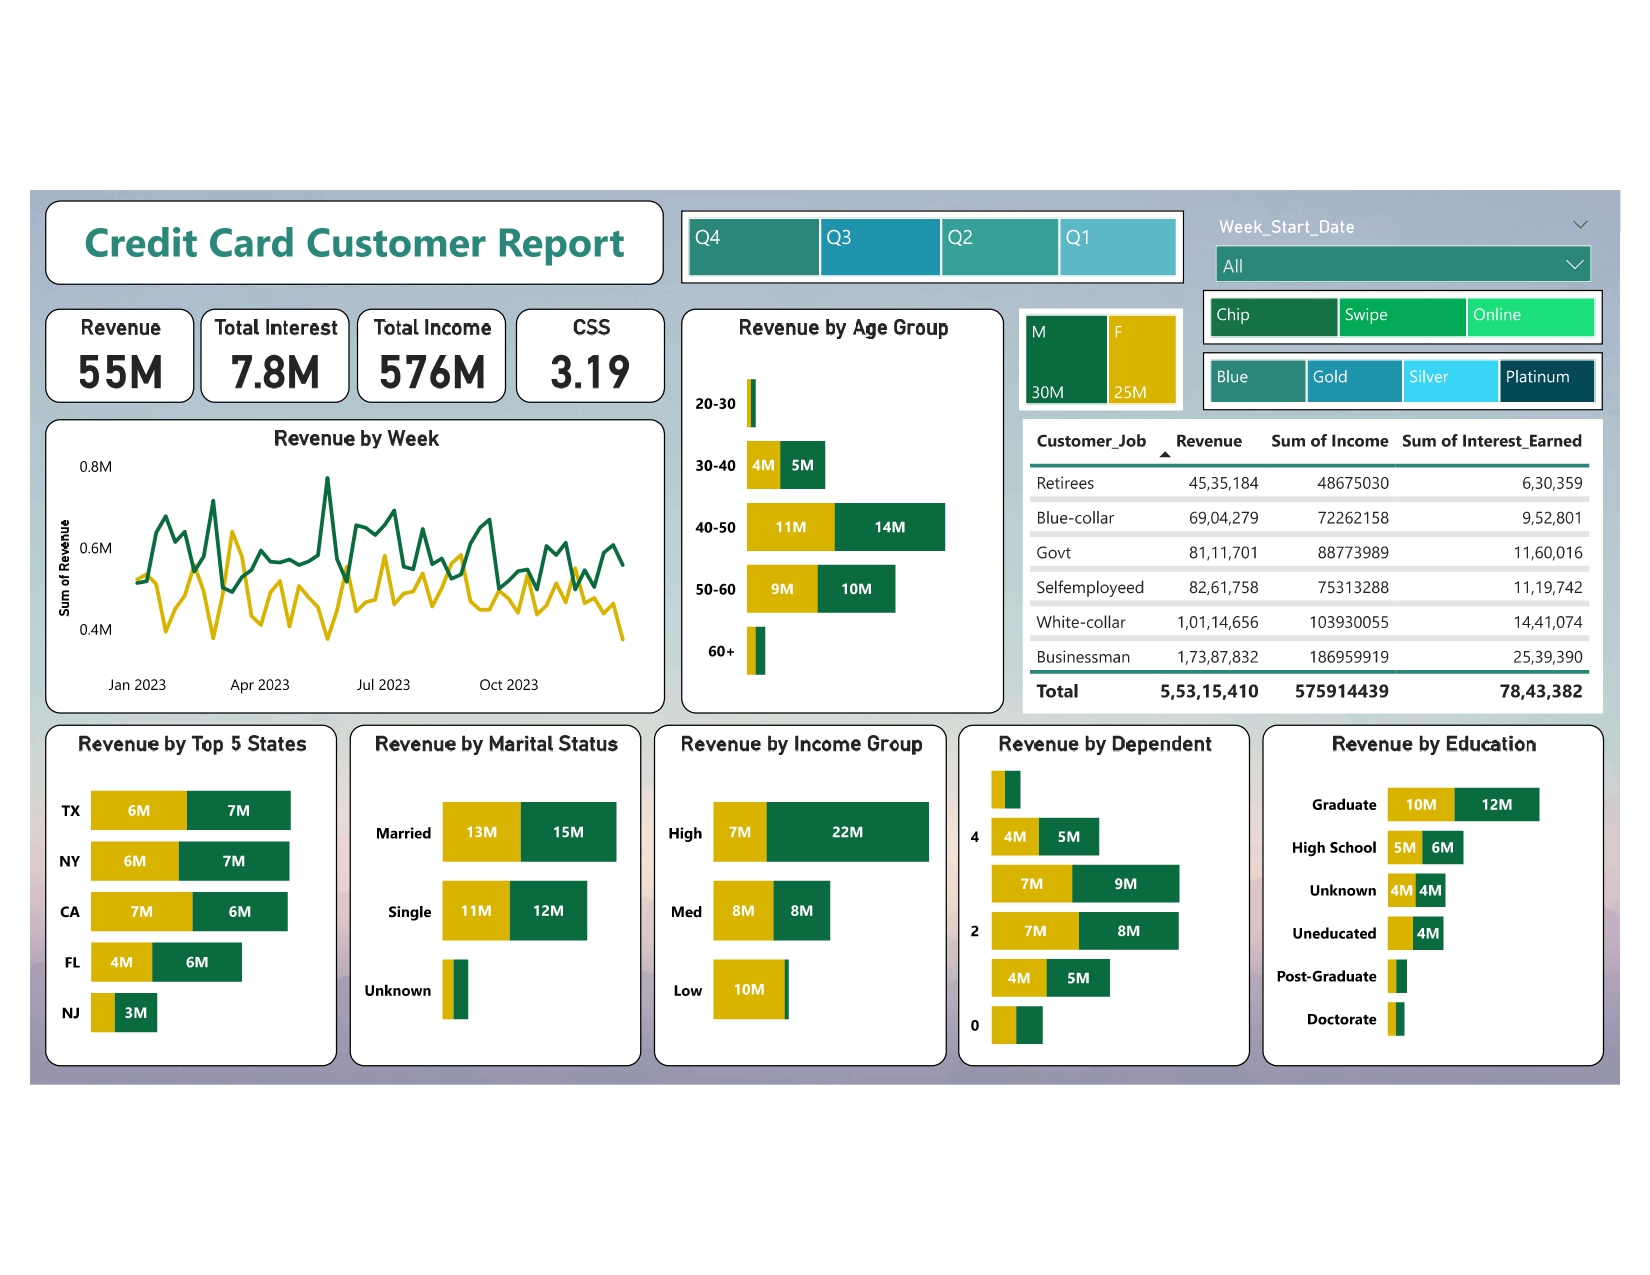 Credit Card Customer Report
Q4 Q3 Q2 Q1
Week_Start_Date
All
Chip Swipe Online
Blue Gold Silver Platinum
Revenue
55M
Total Interest
7.8M
Total Income
576M
CSS
3.19
Revenue by Week
Sum of Revenue
0.8M
0.6M
0.4M
Jan 2023 Apr 2023 Jul 2023 Oct 2023
Revenue by Age Group
20-30
30-40 4M 5M
40-50 11M 14M
50-60 9M 10M
60+
M F
30M 25M
Customer_Job Revenue Sum of Income Sum of Interest_Earned
Retirees 45,35,184 48675030 6,30,359
Blue-collar 69,04,279 72262158 9,52,801
Govt 81,11,701 88773989 11,60,016
Selfemployeed 82,61,758 75313288 11,19,742
White-collar 1,01,14,656 103930055 14,41,074
Businessman 1,73,87,832 186959919 25,39,390
Total 5,53,15,410 575914439 78,43,382
Revenue by Top 5 States
TX 6M 7M
NY 6M 7M
CA 7M 6M
FL 4M 6M
NJ 3M
Revenue by Marital Status
Married 13M 15M
Single 11M 12M
Unknown
Revenue by Income Group
High 7M 22M
Med 8M 8M
Low 10M
Revenue by Dependent
4 4M 5M
7M 9M
2 7M 8M
4M 5M
0
Revenue by Education
Graduate 10M 12M
High School 5M 6M
Unknown 4M 4M
Uneducated 4M
Post-Graduate
Doctorate